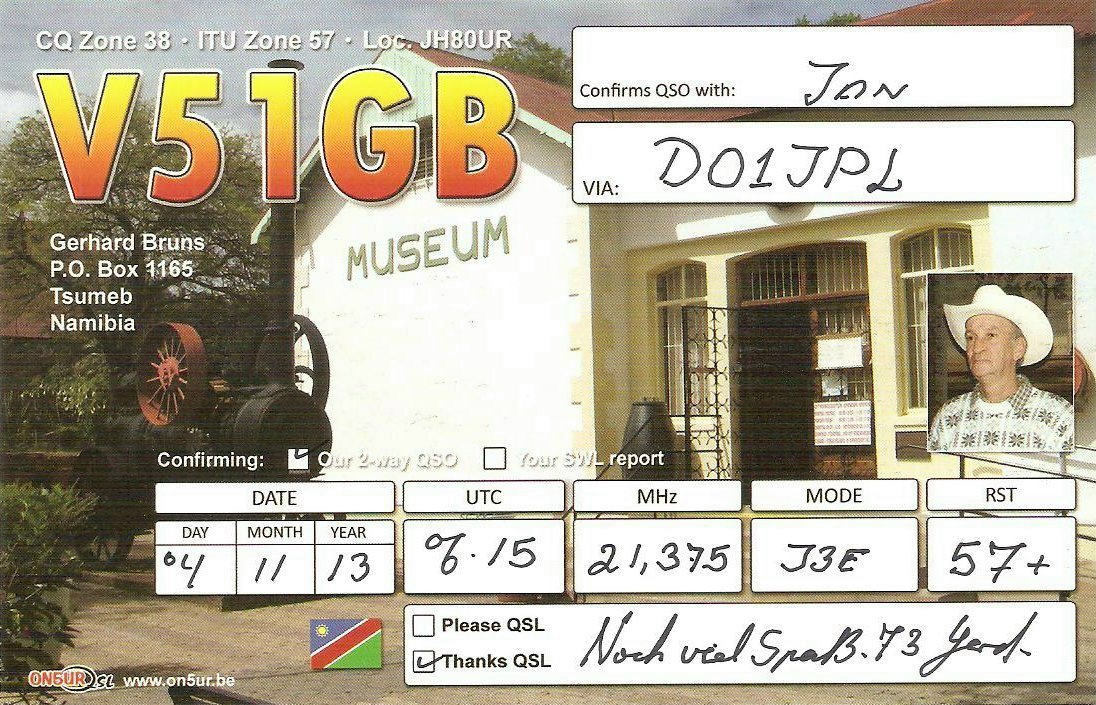 CQ Zone 38 · ITU Zone 57 · Loc. JH80UR
V51GB
Gerhard Bruns
P.O. Box 1165
Tsumeb
Namibia
Confirms QSO with: JAN
VIA: DO1JPL
MUSEUM
Confirming: Our 2-way QSO Your SWL report
DATE UTC MHz MODE RST
DAY MONTH YEAR
04 11 13 15 21,375 J3E 57+
Please QSL
Thanks QSL
Noch viel Spaß. 73 Gerd.
ON5UR QSL www.on5ur.be